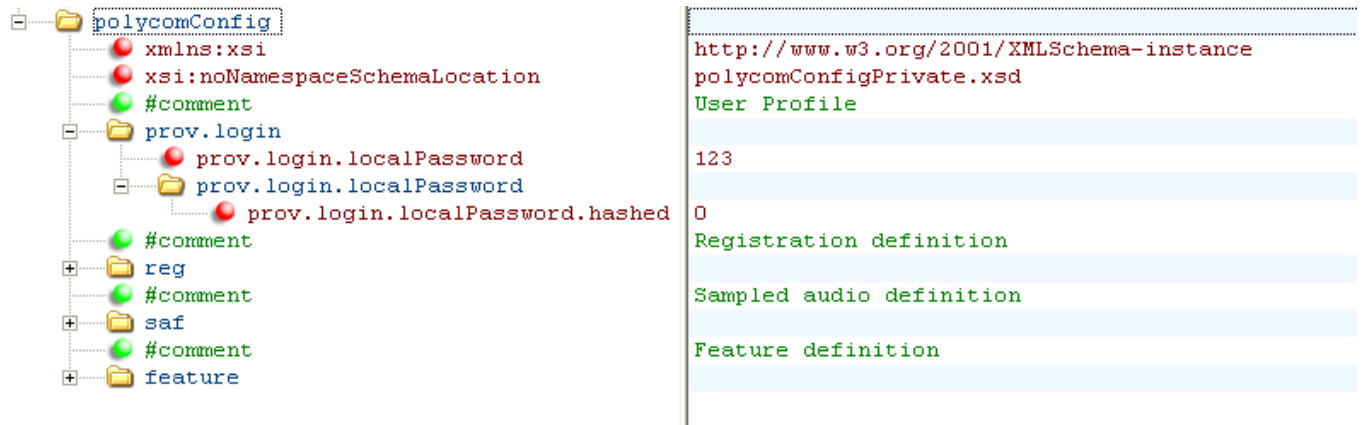 polycomConfig
xmlns:xsi http://www.w3.org/2001/XMLSchema-instance
xsi:noNamespaceSchemaLocation polycomConfigPrivate.xsd
#comment User Profile
prov.login
prov.login.localPassword 123
prov.login.localPassword
prov.login.localPassword.hashed 0
#comment Registration definition
reg
#comment Sampled audio definition
saf
#comment Feature definition
feature